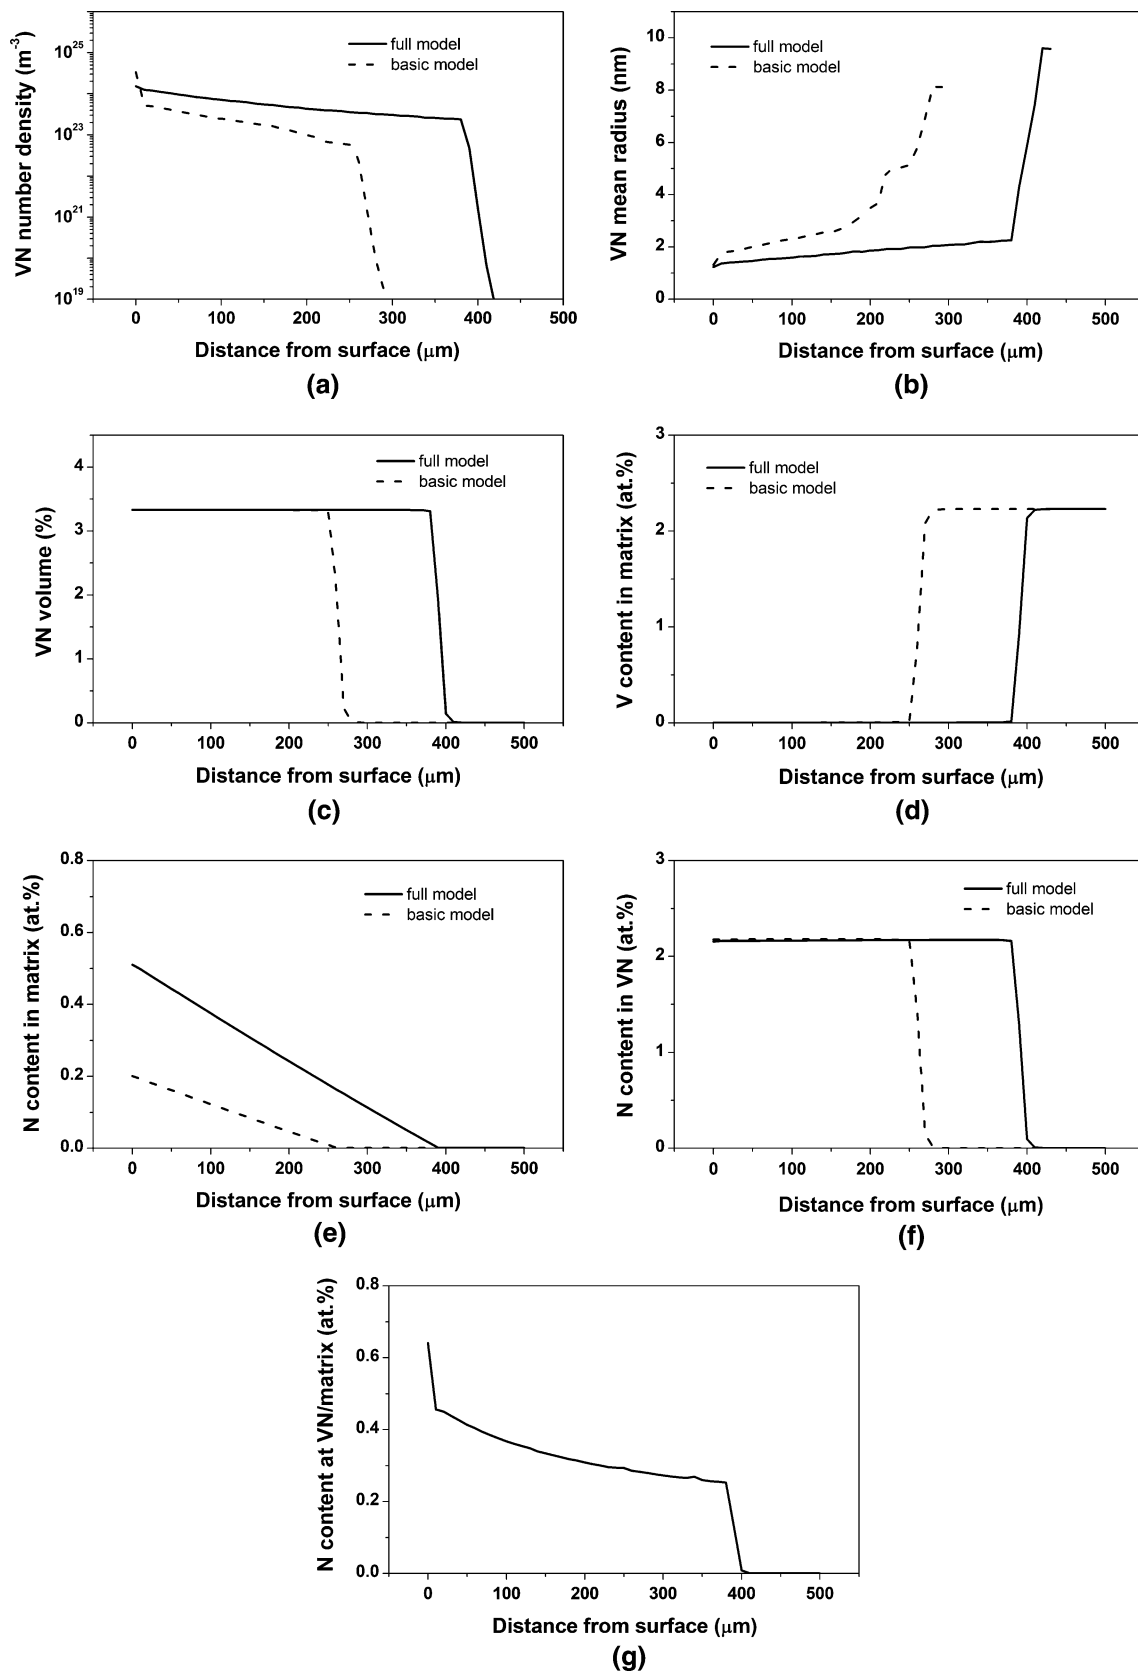 VN number density (m⁻³)
10²⁵
10²³
10²¹
10¹⁹
full model
basic model
0 100 200 300 400 500
Distance from surface (μm)
(a)
VN mean radius (nm)
10
8
6
4
2
0
full model
basic model
0 100 200 300 400 500
Distance from surface (μm)
(b)
VN volume (%)
4
3
2
1
0
full model
basic model
0 100 200 300 400 500
Distance from surface (μm)
(c)
V content in matrix (at.%)
3
2
1
0
full model
basic model
0 100 200 300 400 500
Distance from surface (μm)
(d)
N content in matrix (at.%)
0.8
0.6
0.4
0.2
0.0
full model
basic model
0 100 200 300 400 500
Distance from surface (μm)
(e)
N content in VN (at.%)
3
2
1
0
full model
basic model
0 100 200 300 400 500
Distance from surface (μm)
(f)
N content at VN/matrix (at.%)
0.8
0.6
0.4
0.2
0.0
0 100 200 300 400 500
Distance from surface (μm)
(g)